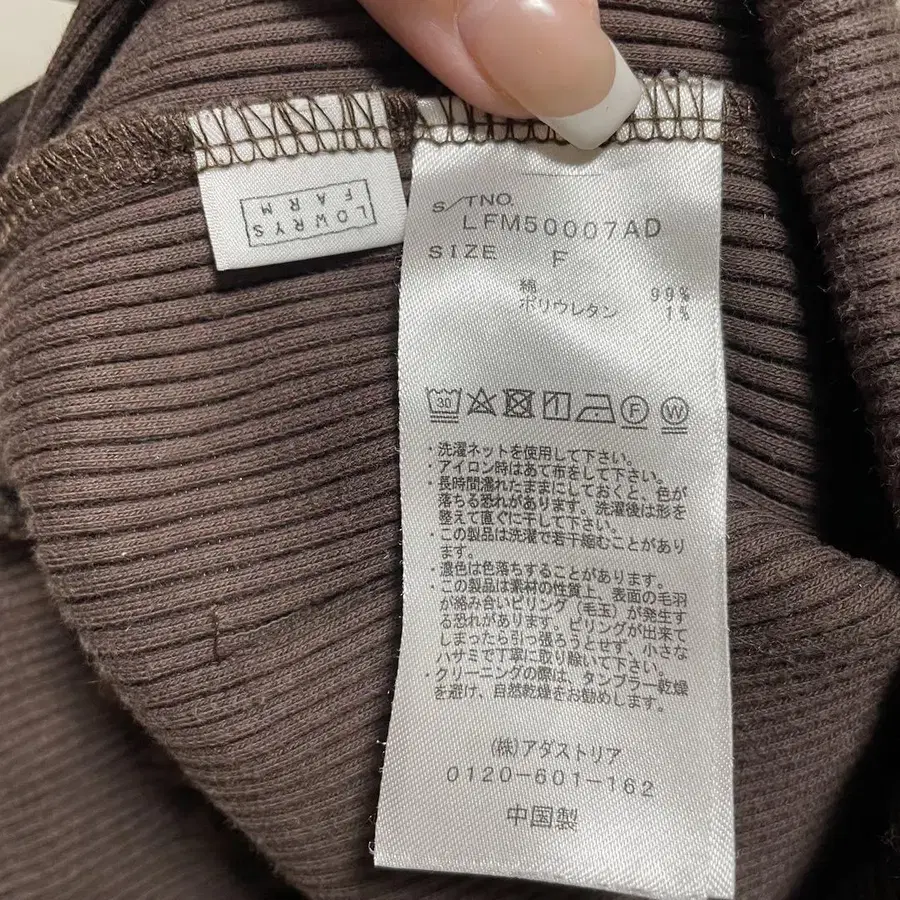 LOWRYS
FARM
S/TNO.
LFM50007AD
SIZE F
綿 99%
ポリウレタン 1%
30
F
W
・洗濯ネットを使用して下さい。
・アイロン時はあて布をして下さい。
・長時間濡れたままにしておくと、色が
落ちる恐れがあります。洗濯後は形を
整えて直ぐに干して下さい。
・この製品は洗濯で若干縮むことがあり
ます。
・濃色は色落ちすることがあります。
・この製品は素材の性質上、表面の毛羽
が絡み合いピリング（毛玉）が発生す
る恐れがあります。ピリングが出来て
しまったら引っ張ろうとせず、小さな
ハサミで丁寧に取り除いて下さい。
・クリーニングの際は、タンブラー乾燥
を避け、自然乾燥をお勧めします。
(株)アダストリア
0120-601-162
中国製